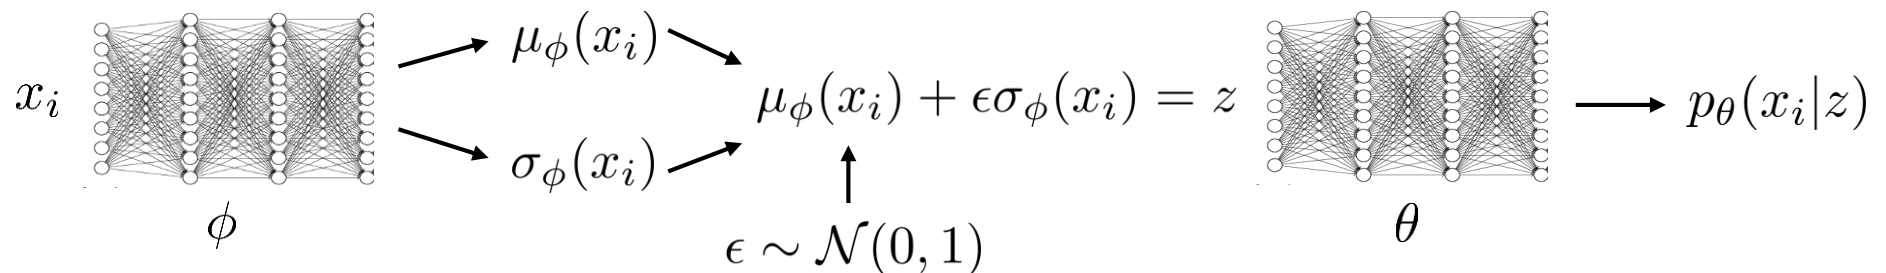 x_i
μ_φ(x_i)
σ_φ(x_i)
μ_φ(x_i) + εσ_φ(x_i) = z
ε ∼ 𝒩(0, 1)
p_θ(x_i|z)
φ
θ